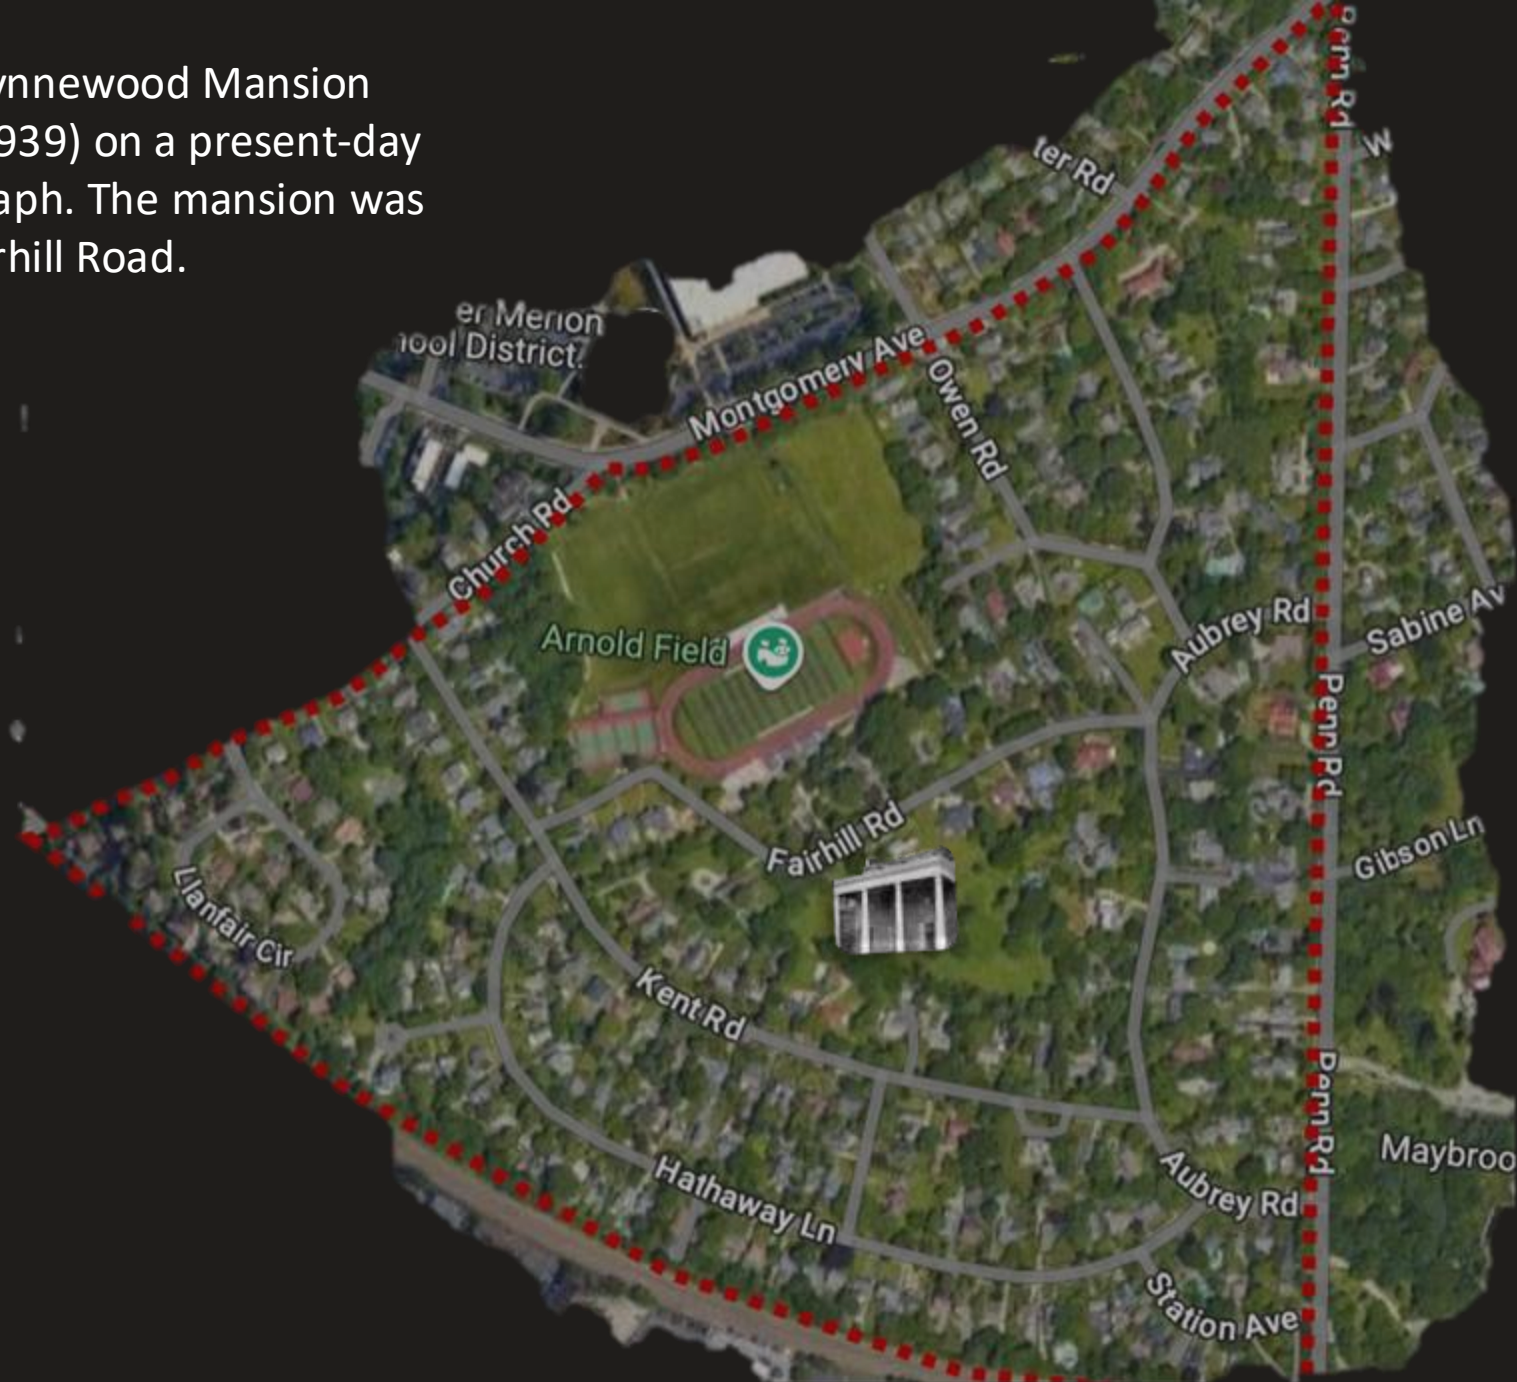 ynnewood Mansion
939) on a present-day
aph. The mansion was
rhill Road.
Penn Rd
W
ter Rd
er Merion
nool District
Montgomery Ave
Owen Rd
Church Rd
Aubrey Rd
Sabine Av
Arnold Field
Penn Rd
Fairhill Rd
Gibson Ln
Llanfair Cir
Kent Rd
Penn Rd
Maybroo
Aubrey Rd
Hathaway Ln
Station Ave